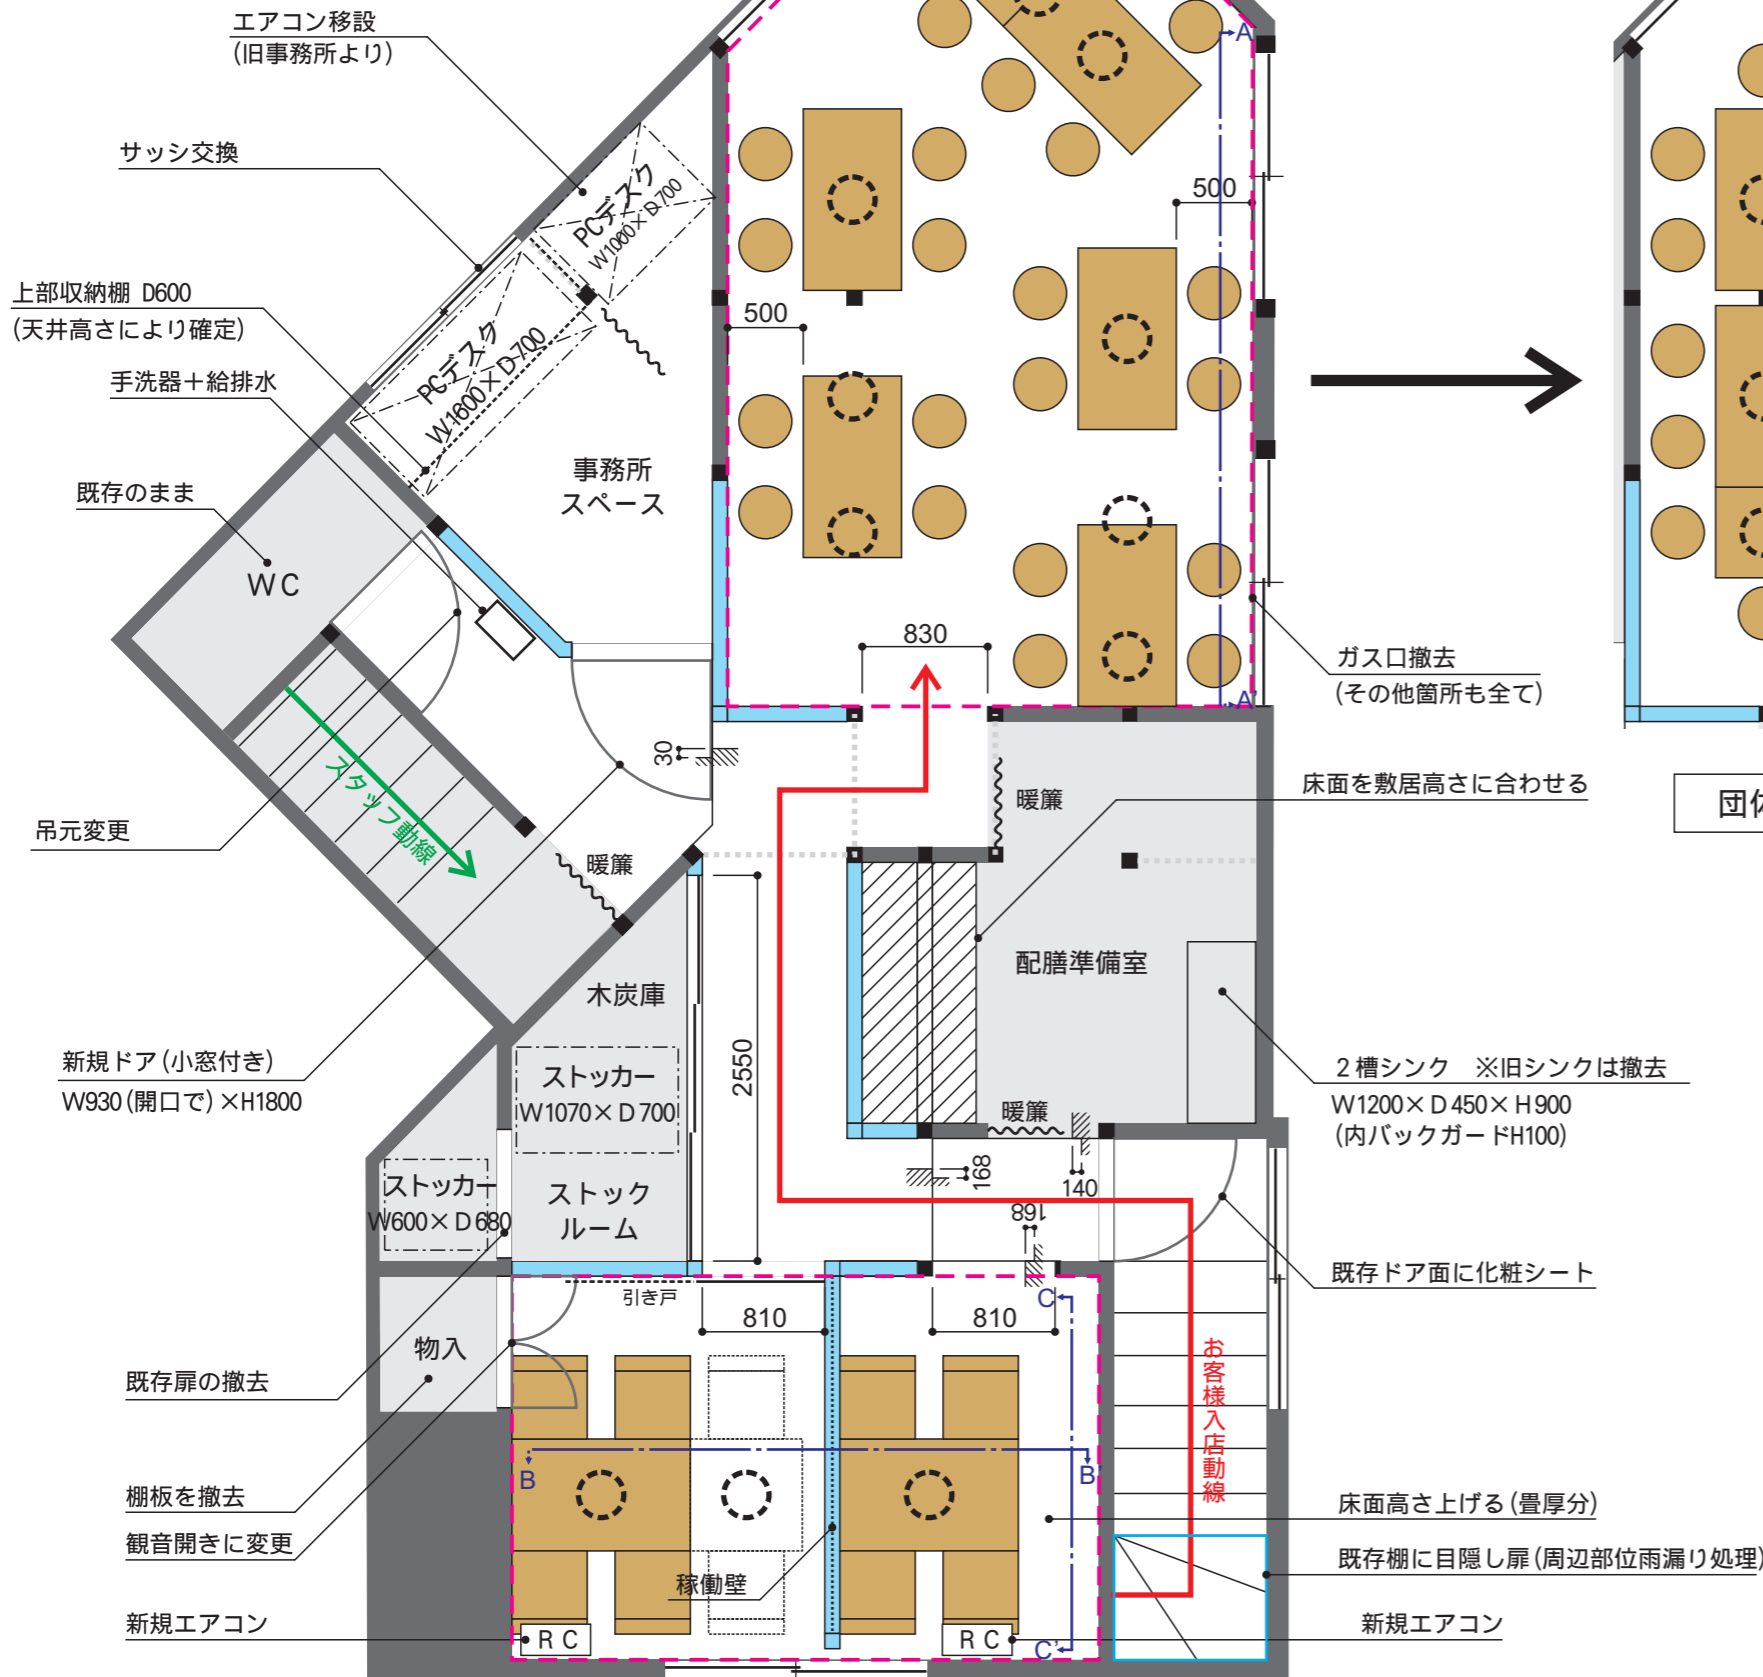 エアコン移設
(旧事務所より)
サッシ交換
上部収納棚 D600
(天井高さにより確定)
手洗器＋給排水
既存のまま
WC
吊元変更
新規ドア(小窓付き)
W930(開口で)×H1800
既存扉の撤去
棚板を撤去
観音開きに変更
新規エアコン
PCデスク
W1000×D700
PCデスク
W1600×D700
事務所
スペース
スタッフ動線
暖簾
30
木炭庫
ストッカー
W1070×D700
ストック
ルーム
ストッカー
W600×D680
物入
引き戸
2550
810
810
稼働壁
RC
RC
B
B'
C
C'
500
500
830
A
A'
暖簾
配膳準備室
暖簾
168
140
168
お客様入店動線
ガス口撤去
(その他箇所も全て)
床面を敷居高さに合わせる
2槽シンク ※旧シンクは撤去
W1200×D450×H900
(内バックガードH100)
既存ドア面に化粧シート
床面高さ上げる(畳厚分)
既存棚に目隠し扉(周辺部位雨漏り処理)
新規エアコン